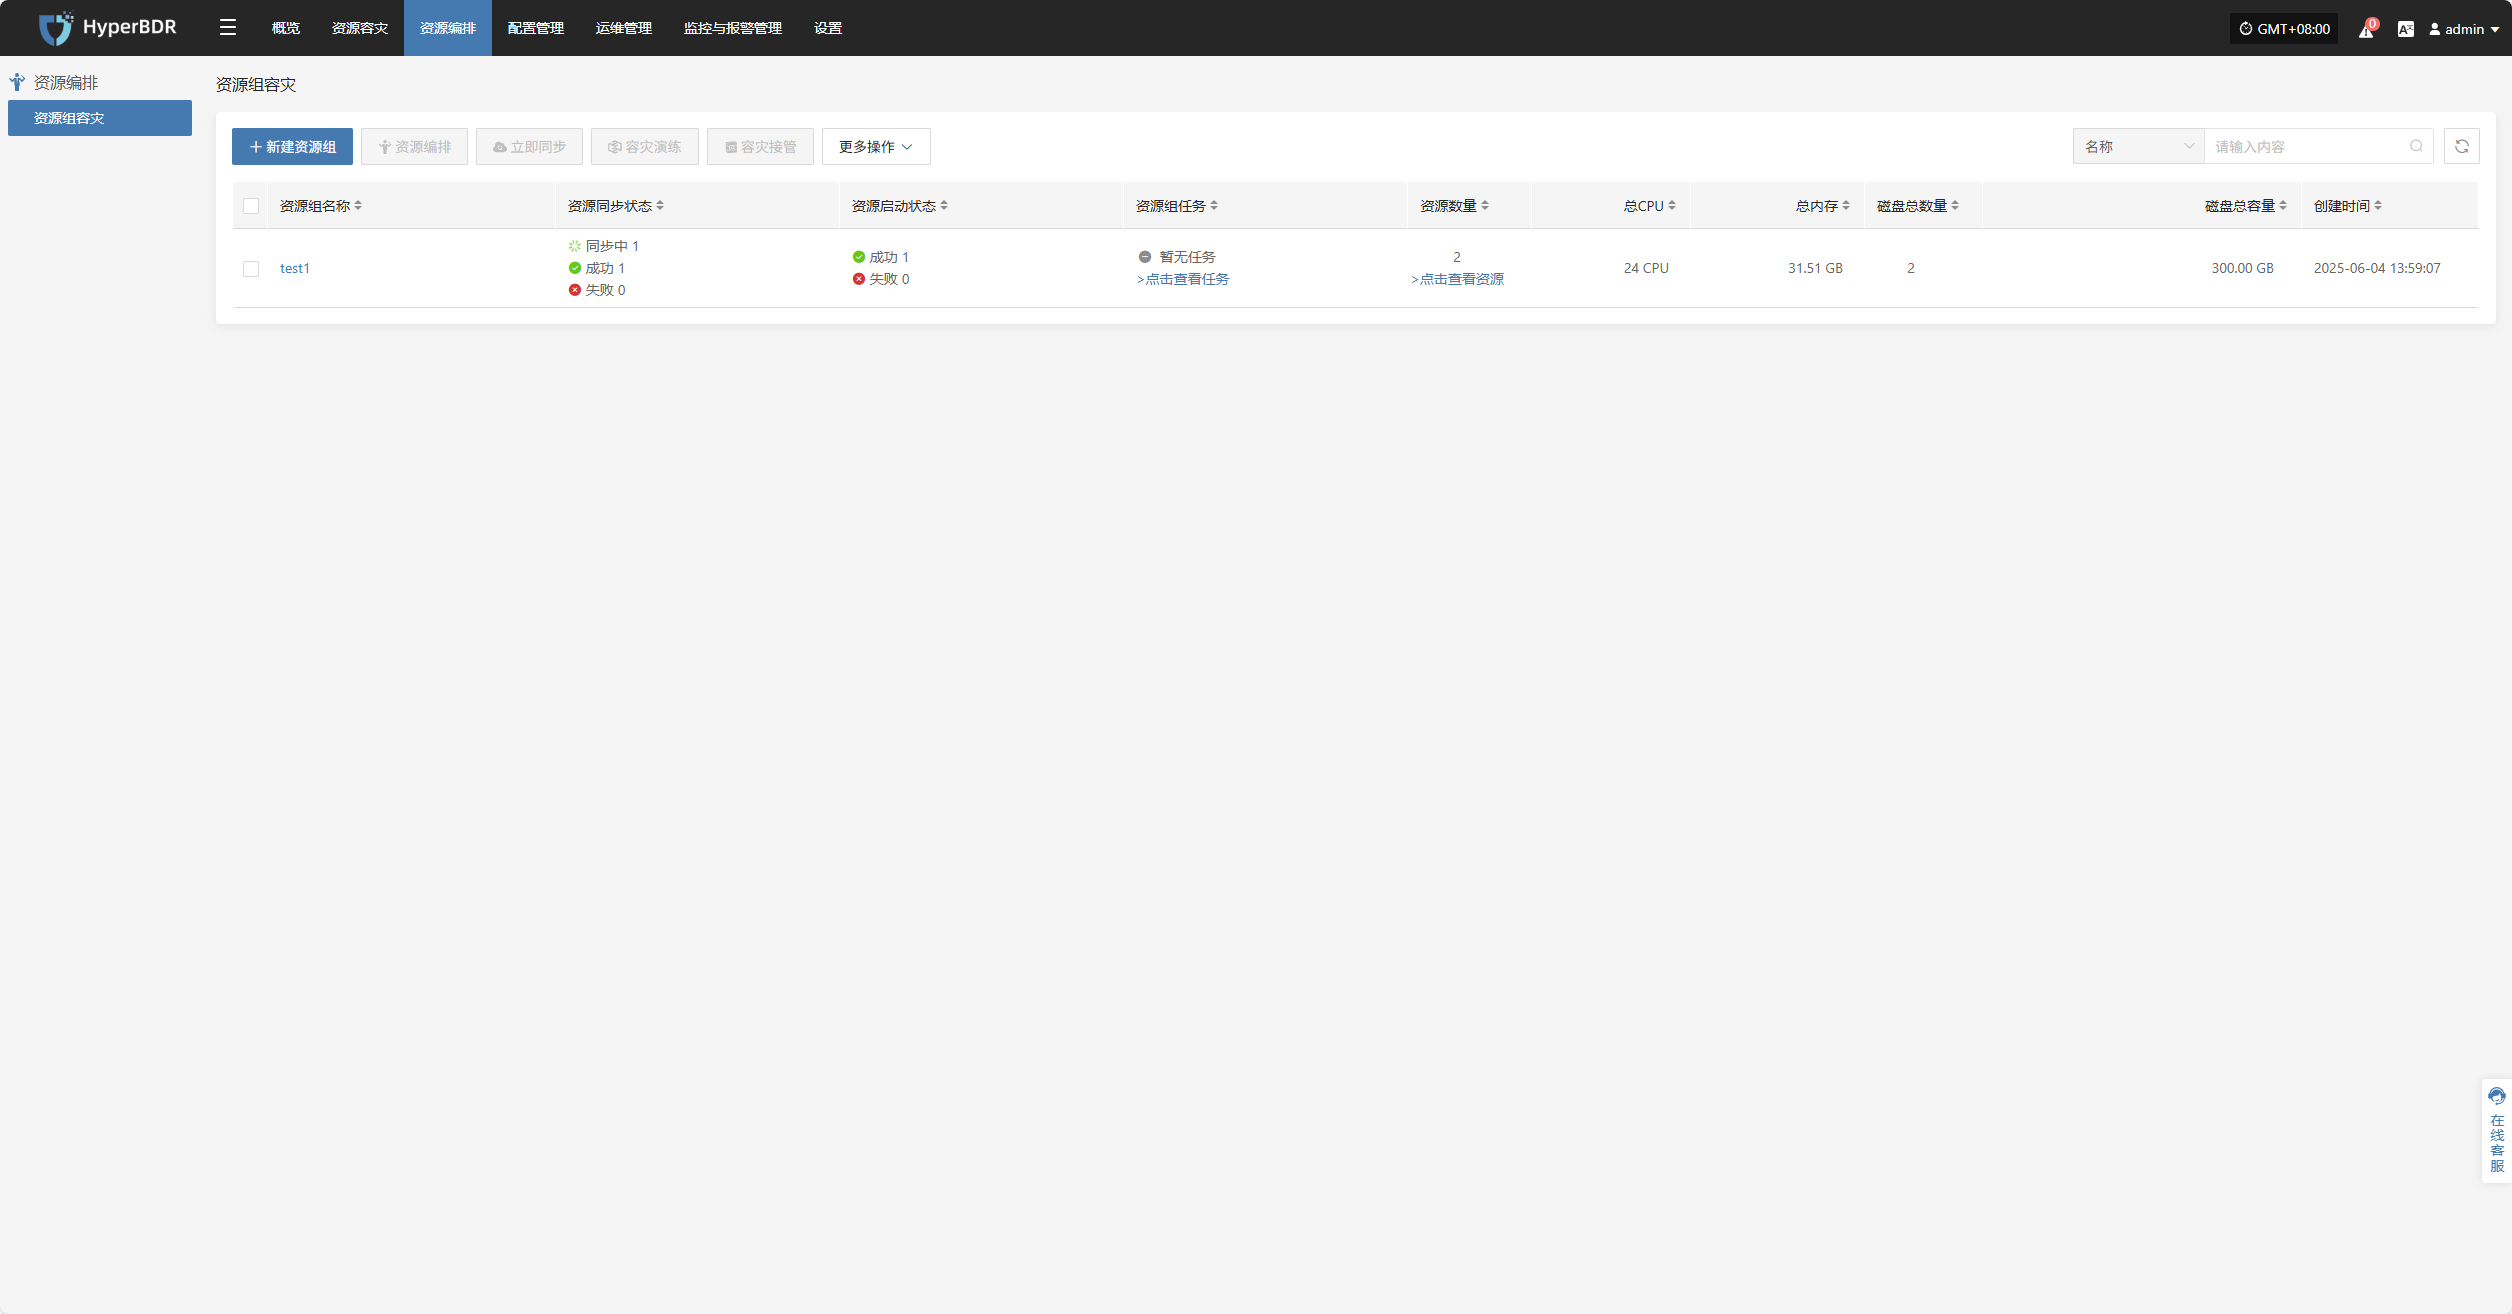 HyperBDR 概览 资源容灾 资源编排 配置管理 运维管理 监控与报警管理 设置 GMT+08:00 0 admin
资源编排
资源组容灾
资源组容灾
新建资源组 资源编排 立即同步 容灾演练 容灾接管 更多操作 名称 请输入内容
资源组名称 资源同步状态 资源启动状态 资源组任务 资源数量 总CPU 总内存 磁盘总数量 磁盘总容量 创建时间
test1 同步中 1 成功 1 失败 0 成功 1 失败 0 暂无任务 >点击查看任务 2 >点击查看资源 24 CPU 31.51 GB 2 300.00 GB 2025-06-04 13:59:07
在线客服